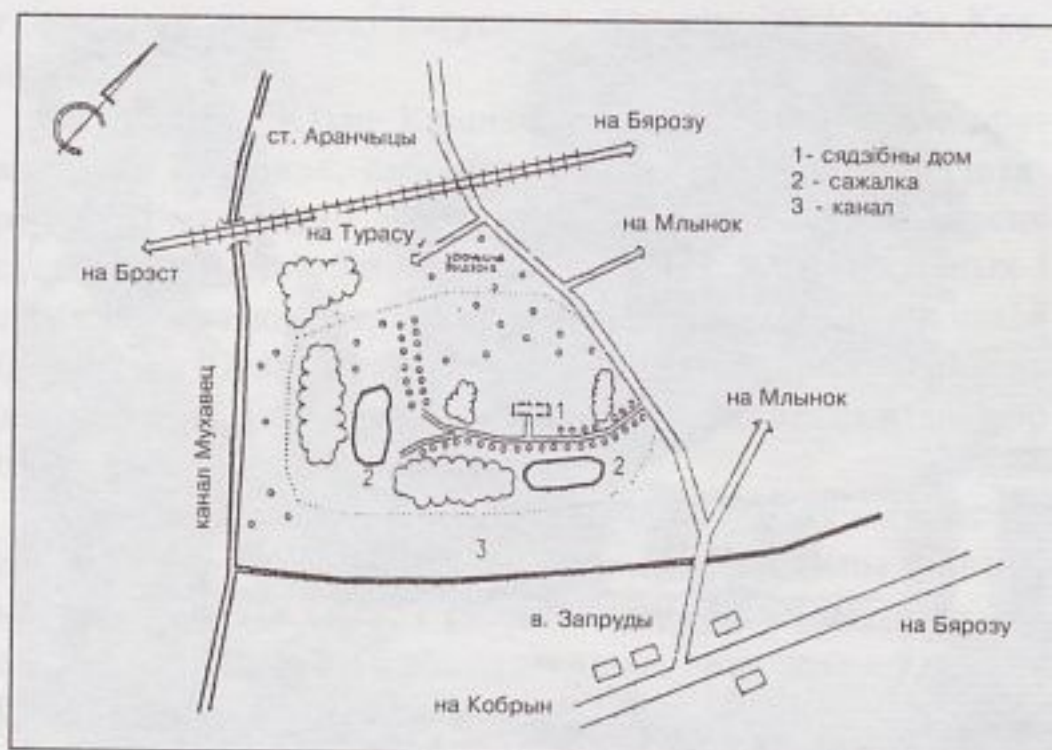 ст. Аранчыцы
на Бярозу
1- сядзібны дом
2 - сажалка
3 - канал
на Турасу
на Млынок
на Брэст
урочышча
1
на Млынок
канал Мухавец
2
2
3
в. Запруды
на Бярозу
на Кобрын